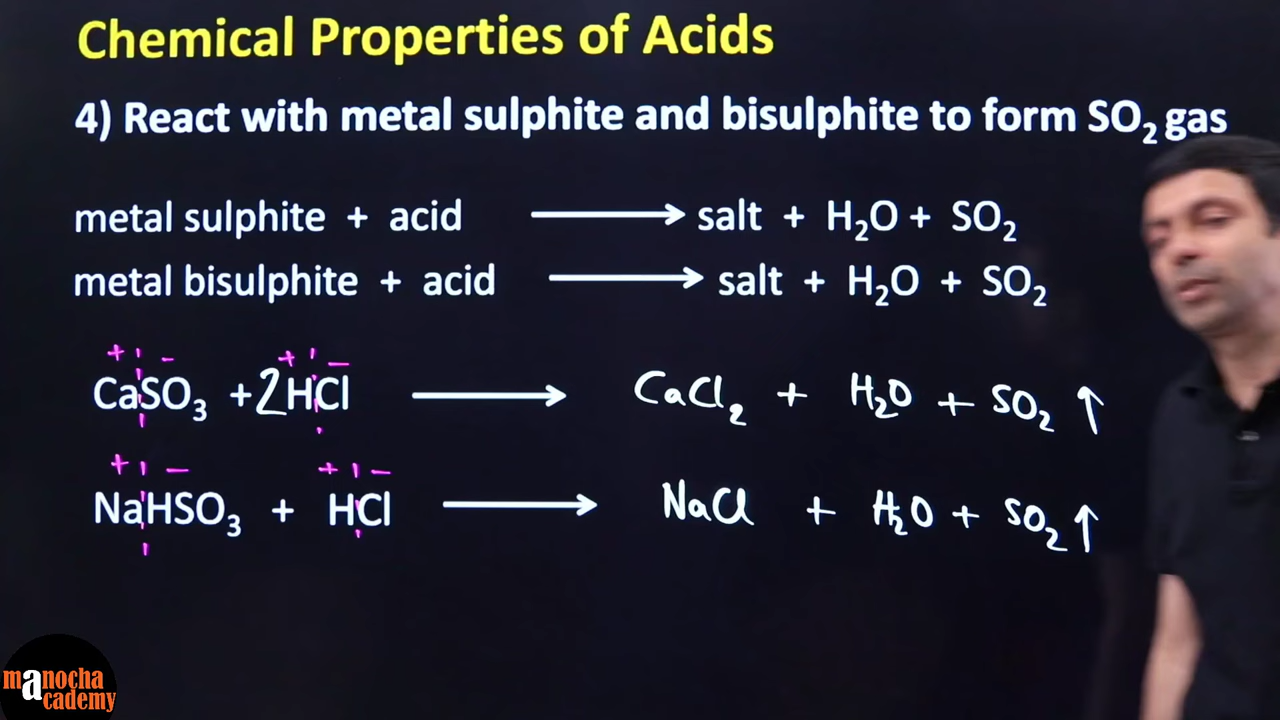 Chemical Properties of Acids
4) React with metal sulphite and bisulphite to form SO₂ gas
metal sulphite + acid ⟶ salt + H₂O + SO₂
metal bisulphite + acid ⟶ salt + H₂O + SO₂
+ -
+ -
CaSO₃ + 2HCl ⟶ CaCl₂ + H₂O + SO₂ ↑
+ -
+ -
NaHSO₃ + HCl ⟶ NaCl + H₂O + SO₂ ↑
manocha
academy